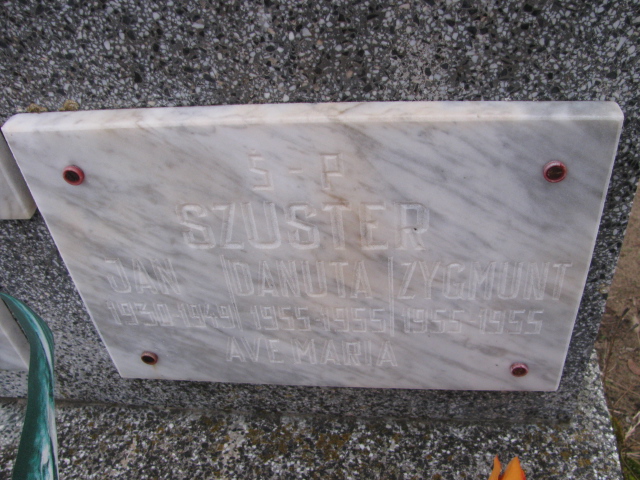 Ś - P
SZUSTER
JAN DANUTA ZYGMUNT
1930-1949 1955-1955 1955-1955
AVE MARIA